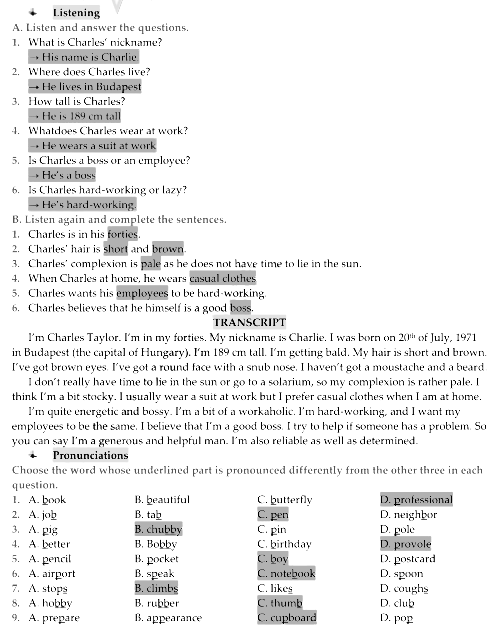 Listening
A. Listen and answer the questions.
1. What is Charles' nickname?
→ His name is Charlie
2. Where does Charles live?
→ He lives in Budapest
3. How tall is Charles?
→ He is 189 cm tall
4. Whatdoes Charles wear at work?
→ He wears a suit at work
5. Is Charles a boss or an employee?
→ He's a boss
6. Is Charles hard-working or lazy?
→ He's hard-working.
B. Listen again and complete the sentences.
1. Charles is in his forties.
2. Charles' hair is short and brown.
3. Charles' complexion is pale as he does not have time to lie in the sun.
4. When Charles at home, he wears casual clothes
5. Charles wants his employees to be hard-working.
6. Charles believes that he himself is a good boss.
TRANSCRIPT
I'm Charles Taylor. I'm in my forties. My nickname is Charlie. I was born on 20th of July, 1971
in Budapest (the capital of Hungary). I'm 189 cm tall. I'm getting bald. My hair is short and brown.
I've got brown eyes. I've got a round face with a snub nose. I haven't got a moustache and a beard
I don't really have time to lie in the sun or go to a solarium, so my complexion is rather pale. I
think I'm a bit stocky. I usually wear a suit at work but I prefer casual clothes when I am at home.
I'm quite energetic and bossy. I'm a bit of a workaholic. I'm hard-working, and I want my
employees to be the same. I believe that I'm a good boss. I try to help if someone has a problem. So
you can say I'm a generous and helpful man. I'm also reliable as well as determined.
Pronunciations
Choose the word whose underlined part is pronounced differently from the other three in each
question.
1. A. book B. beautiful C. butterfly D. professional
2. A. job B. tab C. pen D. neighbor
3. A. pig B. chubby C. pin D. pole
4. A. better B. Bobby C. birthday D. provole
5. A. pencil B. pocket C. boy D. postcard
6. A. airport B. speak C. notebook D. spoon
7. A. stops B. climbs C. likes D. coughs
8. A. hobby B. rubber C. thumb D. club
9. A. prepare B. appearance C. cupboard D. pop